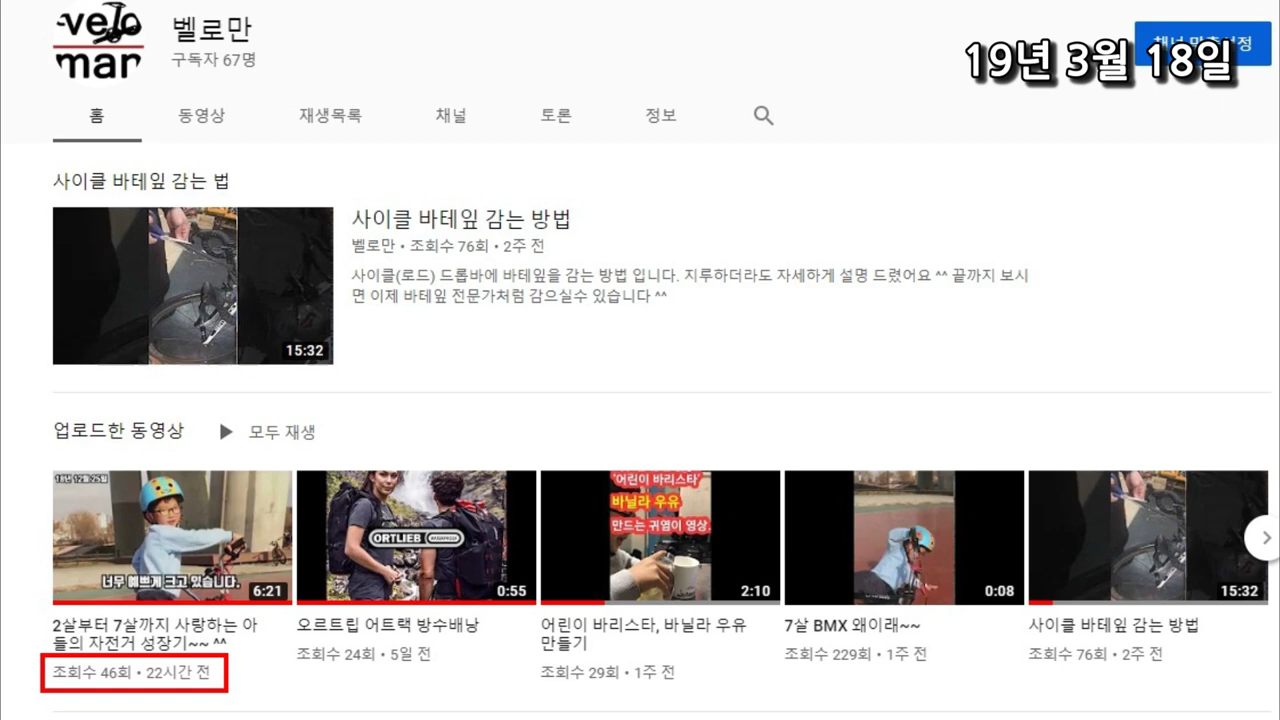 velo
man
벨로만
구독자 67명
19년 3월 18일
홈
동영상
재생목록
채널
토론
정보
사이클 바테잎 감는 법
15:32
사이클 바테잎 감는 방법
벨로만 • 조회수 76회 • 2주 전
사이클(로드) 드롭바에 바테잎을 감는 방법 입니다. 지루하더라도 자세하게 설명 드렸어요 ^^ 끝까지 보시
면 이제 바테잎 전문가처럼 감으실수 있습니다 ^^
업로드한 동영상
모두 재생
18년 12월 25일
너무 예쁘게 크고 있습니다.
6:21
2살부터 7살까지 사랑하는 아
들의 자전거 성장기~~ ^^
조회수 46회 • 22시간 전
ORTLIEB
0:55
오르트립 어트랙 방수배낭
조회수 24회 • 5일 전
'어린이 바리스타'
바닐라 우유
만드는 귀염이 영상.
2:10
어린이 바리스타, 바닐라 우유
만들기
조회수 29회 • 1주 전
0:08
7살 BMX 왜이래~~
조회수 229회 • 1주 전
15:32
사이클 바테잎 감는 방법
조회수 76회 • 2주 전